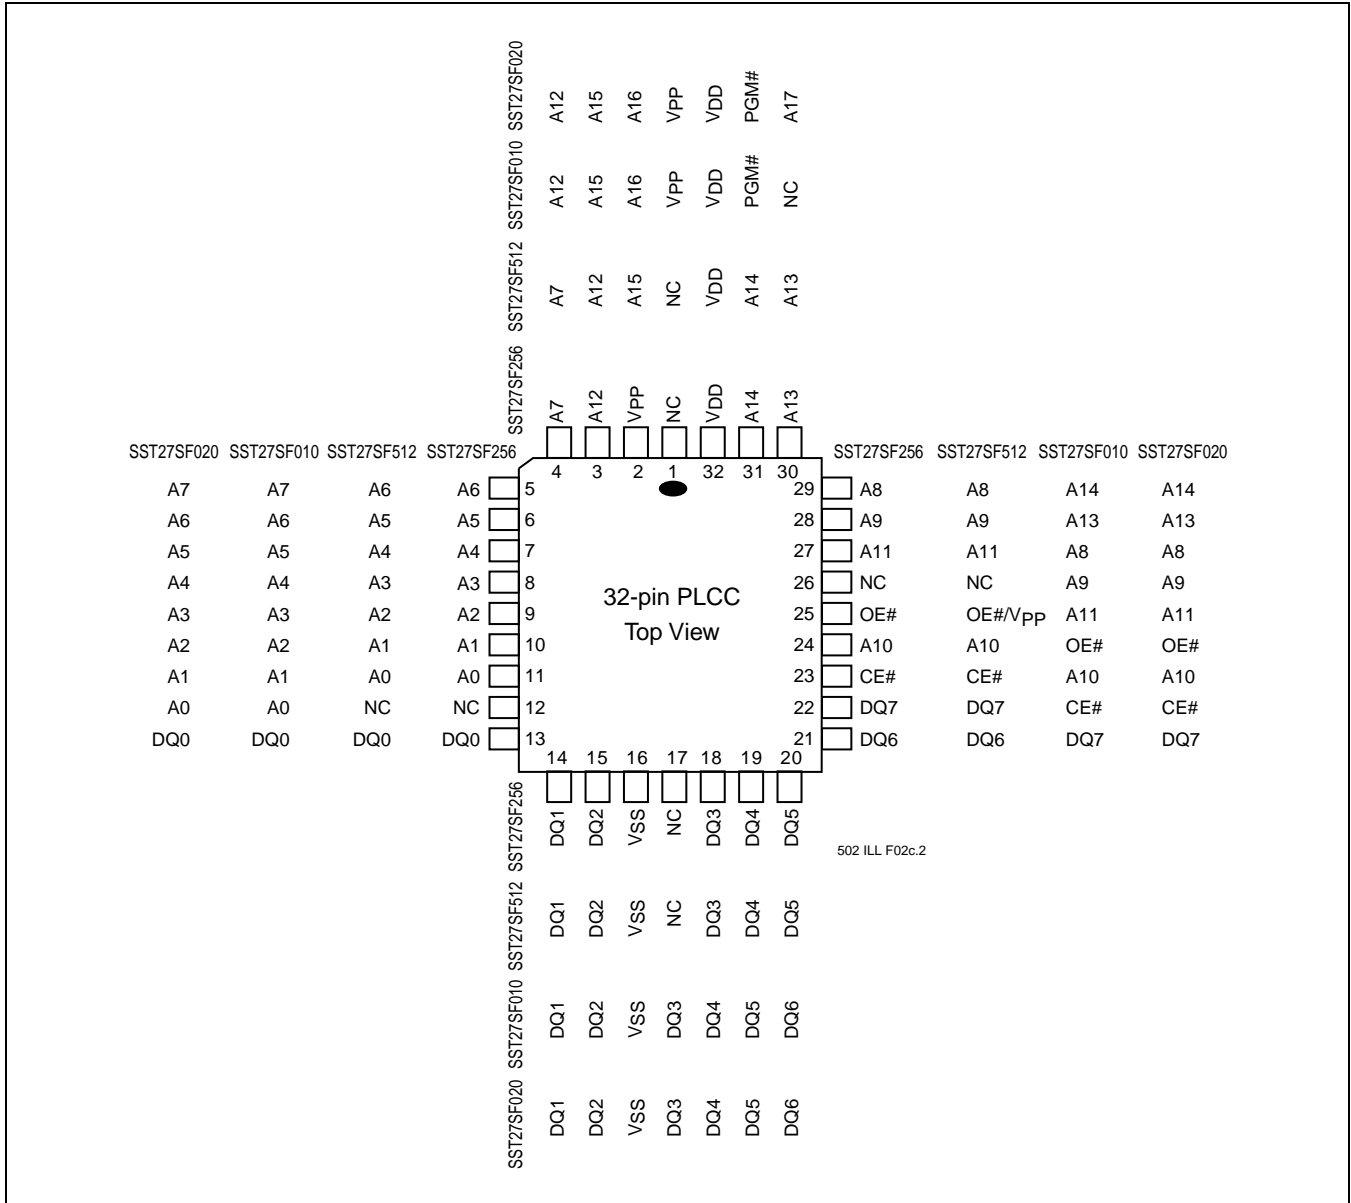 SST27SF020 A12 A15 A16 VPP VDD PGM# A17
SST27SF010 A12 A15 A16 VPP VDD PGM# NC
SST27SF512 A7 A12 A15 NC VDD A14 A13
SST27SF256 A7 A12 VPP NC VDD A14 A13
SST27SF020 SST27SF010 SST27SF512 SST27SF256 SST27SF256 SST27SF512 SST27SF010 SST27SF020
4 3 2 1 32 31 30
A7 A7 A6 A6 5 29 A8 A8 A14 A14
A6 A6 A5 A5 6 28 A9 A9 A13 A13
A5 A5 A4 A4 7 27 A11 A11 A8 A8
A4 A4 A3 A3 8 26 NC NC A9 A9
32-pin PLCC
A3 A3 A2 A2 9 25 OE# OE#/VPP A11 A11
Top View
A2 A2 A1 A1 10 24 A10 A10 OE# OE#
A1 A1 A0 A0 11 23 CE# CE# A10 A10
A0 A0 NC NC 12 22 DQ7 DQ7 CE# CE#
DQ0 DQ0 DQ0 DQ0 13 21 DQ6 DQ6 DQ7 DQ7
14 15 16 17 18 19 20
SST27SF256 DQ1 DQ2 VSS NC DQ3 DQ4 DQ5
502 ILL F02c.2
SST27SF512 DQ1 DQ2 VSS NC DQ3 DQ4 DQ5
SST27SF010 DQ1 DQ2 VSS DQ3 DQ4 DQ5 DQ6
SST27SF020 DQ1 DQ2 VSS DQ3 DQ4 DQ5 DQ6